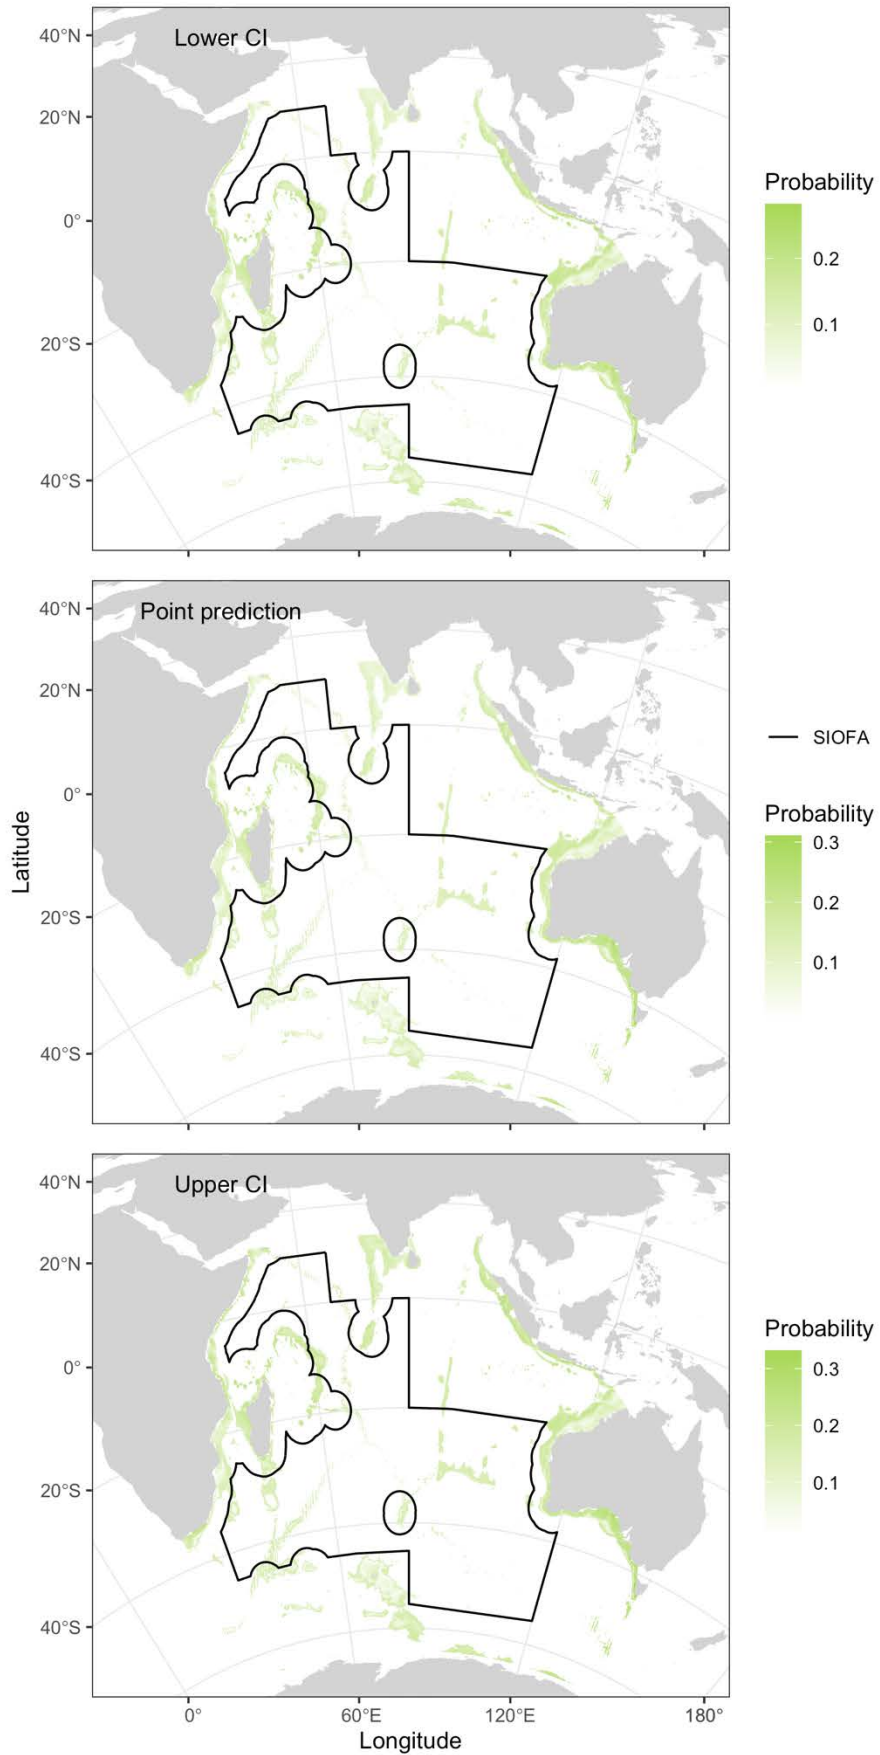 Lower CI
40°N
20°N
0°
20°S
40°S
Probability
0.2
0.1
Point prediction
40°N
20°N
0°
20°S
40°S
SIOFA
Probability
0.3
0.2
0.1
Latitude
Upper CI
40°N
20°N
0°
20°S
40°S
Probability
0.3
0.2
0.1
0° 60°E 120°E 180°
Longitude